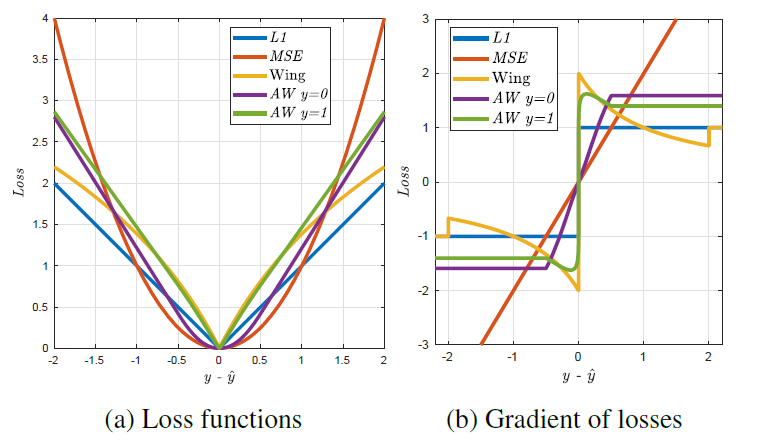 4
3.5
3
2.5
2
1.5
1
0.5
0
-2
-1.5
-1
-0.5
0
0.5
1
1.5
2
Loss
y - ŷ
L1
MSE
Wing
AW y=0
AW y=1
(a) Loss functions
3
2
1
0
-1
-2
-3
-2
-1
0
1
2
Loss
y - ŷ
L1
MSE
Wing
AW y=0
AW y=1
(b) Gradient of losses